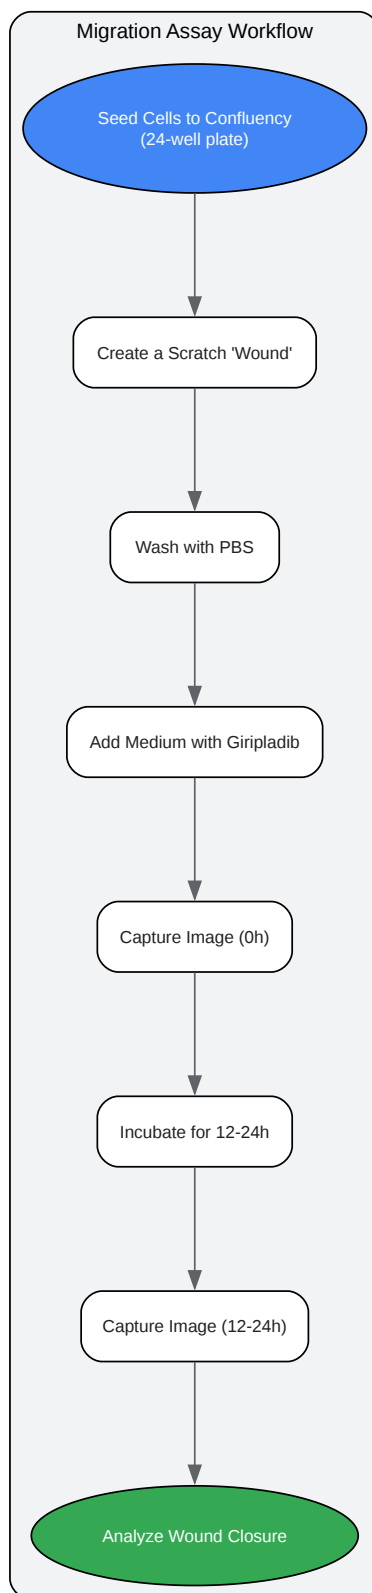 Migration Assay Workflow
Seed Cells to Confluency
(24-well plate)
Create a Scratch 'Wound'
Wash with PBS
Add Medium with Giripladib
Capture Image (0h)
Incubate for 12-24h
Capture Image (12-24h)
Analyze Wound Closure